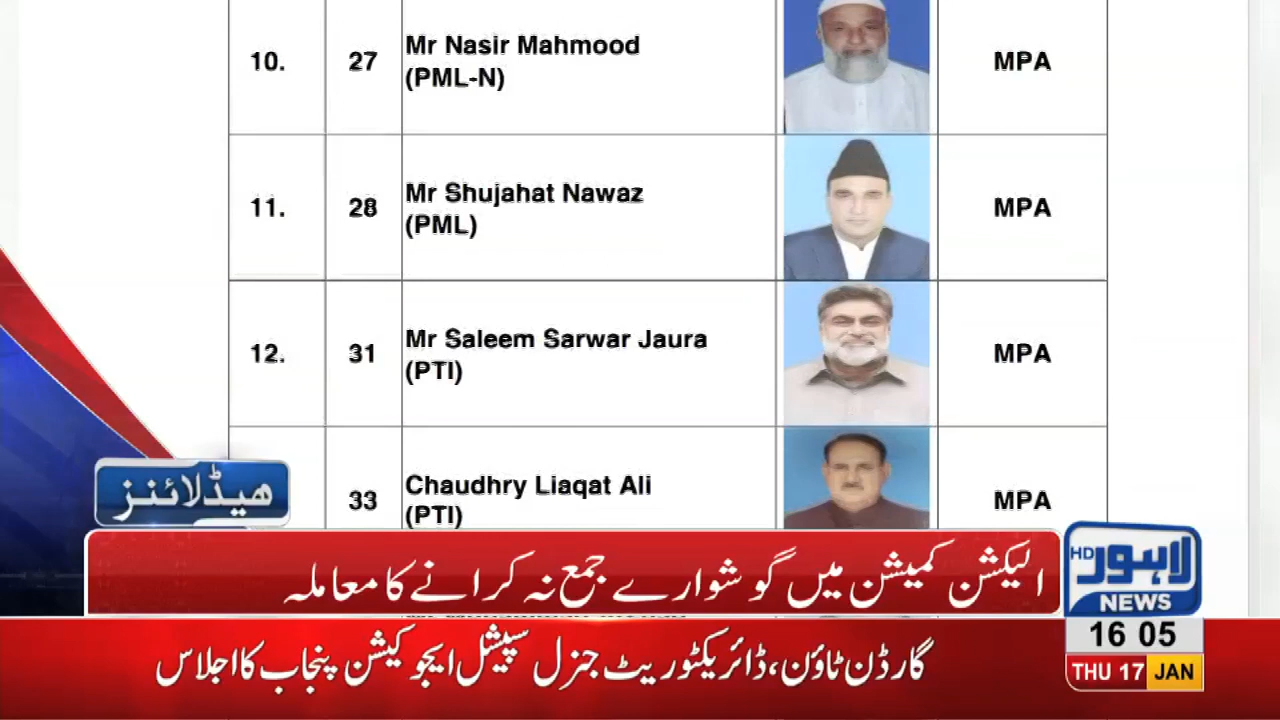 10. 27 Mr Nasir Mahmood MPA
(PML-N)
11. 28 Mr Shujahat Nawaz MPA
(PML)
12. 31 Mr Saleem Sarwar Jaura MPA
(PTI)
33 Chaudhry Liaqat Ali MPA
(PTI)
ہیڈلائنز
الیکشن کمیشن میں گوشوارے جمع نہ کرانے کا معاملہ
HD لاہور
NEWS
16 05
گارڈن ٹاؤن، ڈائریکٹوریٹ جنرل سپیشل ایجوکیشن پنجاب کا اجلاس
THU 17 JAN